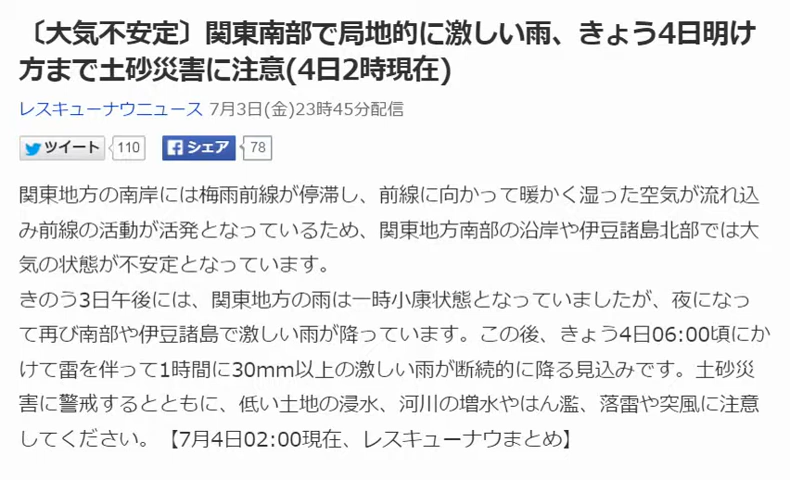 〔大気不安定〕関東南部で局地的に激しい雨、きょう4日明け
方まで土砂災害に注意(4日2時現在)
レスキューナウニュース 7月3日(金)23時45分配信
ツイート 110 シェア 78
関東地方の南岸には梅雨前線が停滞し、前線に向かって暖かく湿った空気が流れ込
み前線の活動が活発となっているため、関東地方南部の沿岸や伊豆諸島北部では大
気の状態が不安定となっています。
きのう3日午後には、関東地方の雨は一時小康状態となっていましたが、夜になっ
て再び南部や伊豆諸島で激しい雨が降っています。この後、きょう4日06:00頃にか
けて雷を伴って1時間に30mm以上の激しい雨が断続的に降る見込みです。土砂災
害に警戒するとともに、低い土地の浸水、河川の増水やはん濫、落雷や突風に注意
してください。【7月4日02:00現在、レスキューナウまとめ】